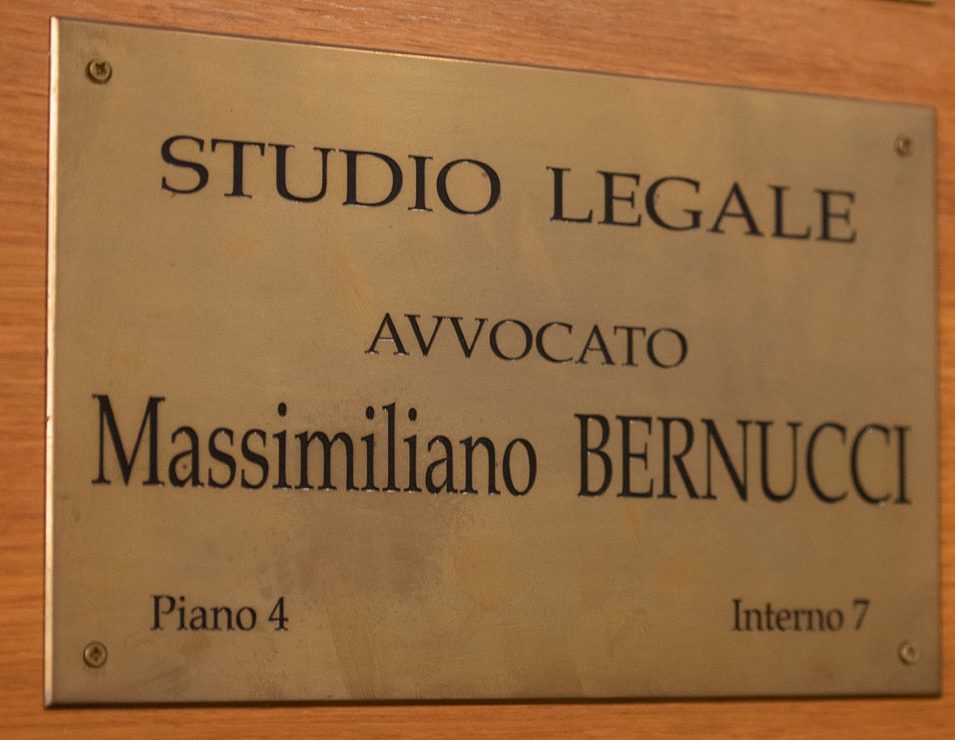 STUDIO LEGALE
AVVOCATO
Massimiliano BERNUCCI
Piano 4 Interno 7